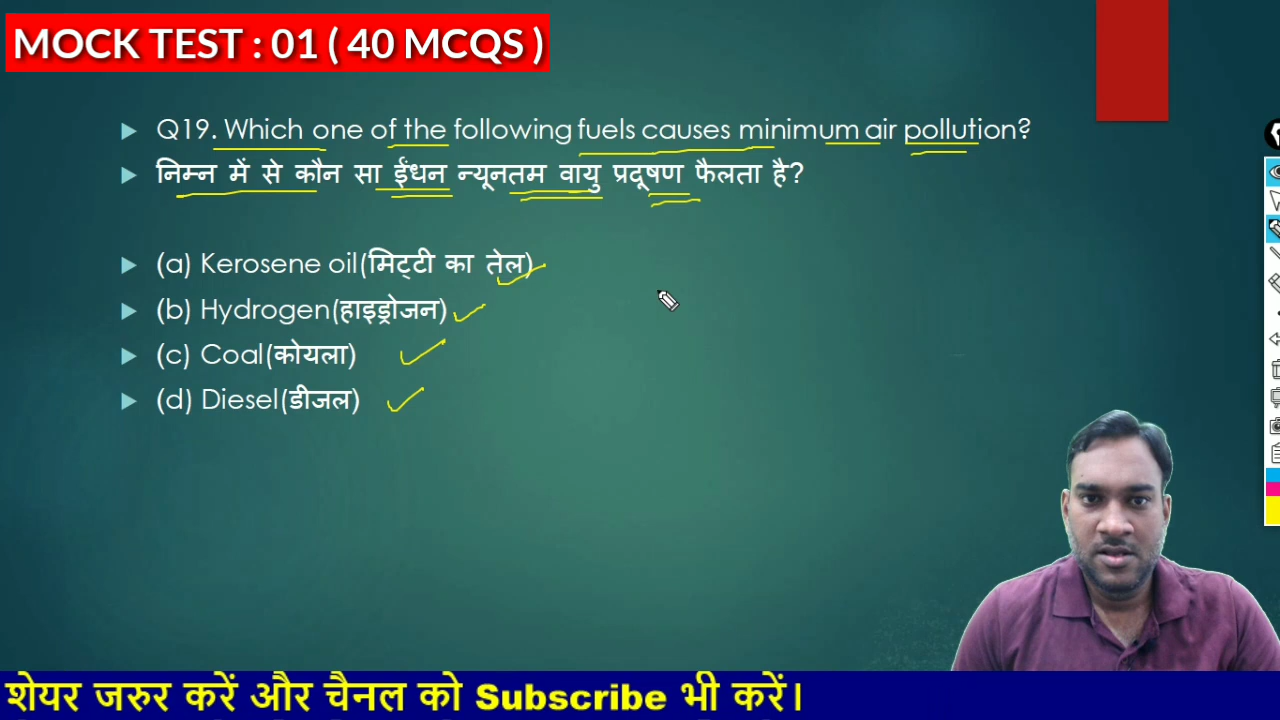 MOCK TEST : 01 ( 40 MCQS )
Q19. Which one of the following fuels causes minimum air pollution?
निम्न में से कौन सा ईंधन न्यूनतम वायु प्रदूषण फैलता है?
(a) Kerosene oil(मिट्टी का तेल)
(b) Hydrogen(हाइड्रोजन)
(c) Coal(कोयला)
(d) Diesel(डीजल)
शेयर जरुर करें और चैनल को Subscribe भी करें।